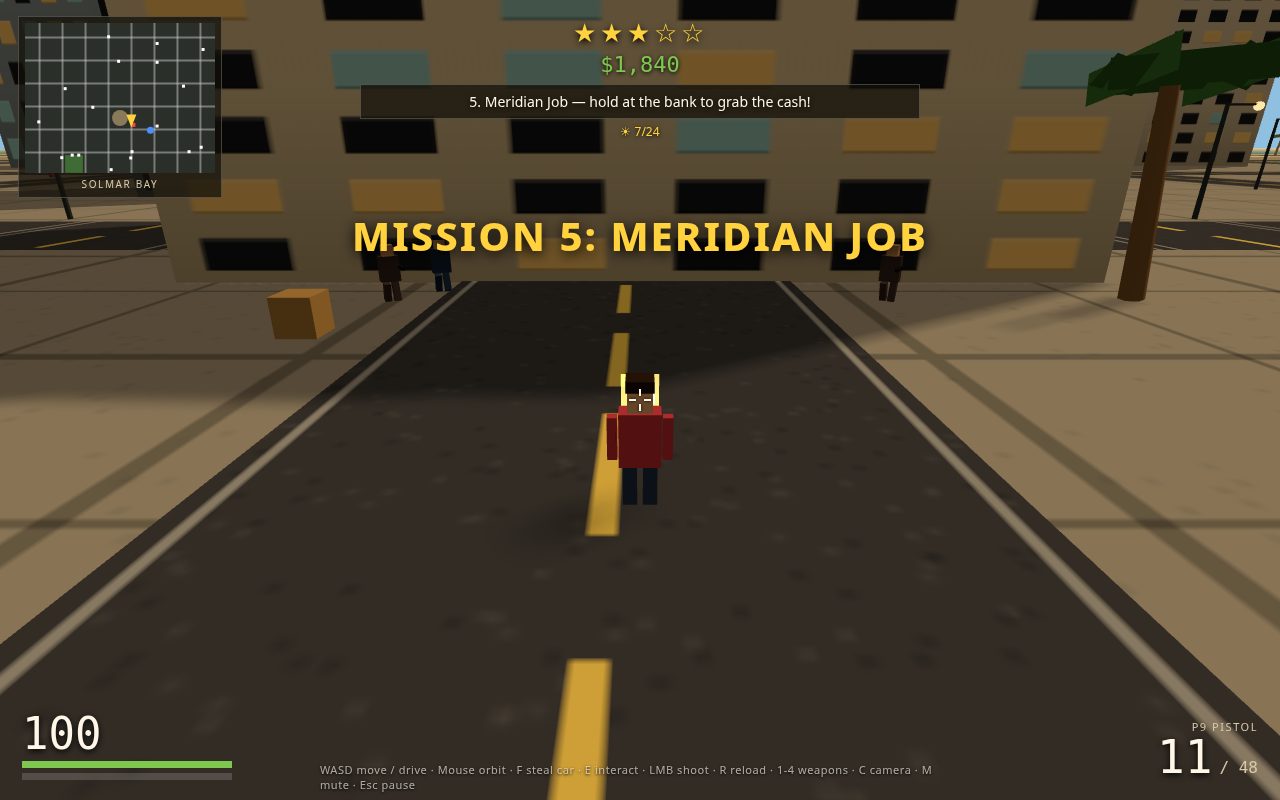 ★★★☆☆
$1,840
5. Meridian Job — hold at the bank to grab the cash!
☀ 7/24
SOLMAR BAY
MISSION 5: MERIDIAN JOB
100
P9 PISTOL
11 / 48
WASD move / drive · Mouse orbit · F steal car · E interact · LMB shoot · R reload · 1-4 weapons · C camera · M
mute · Esc pause